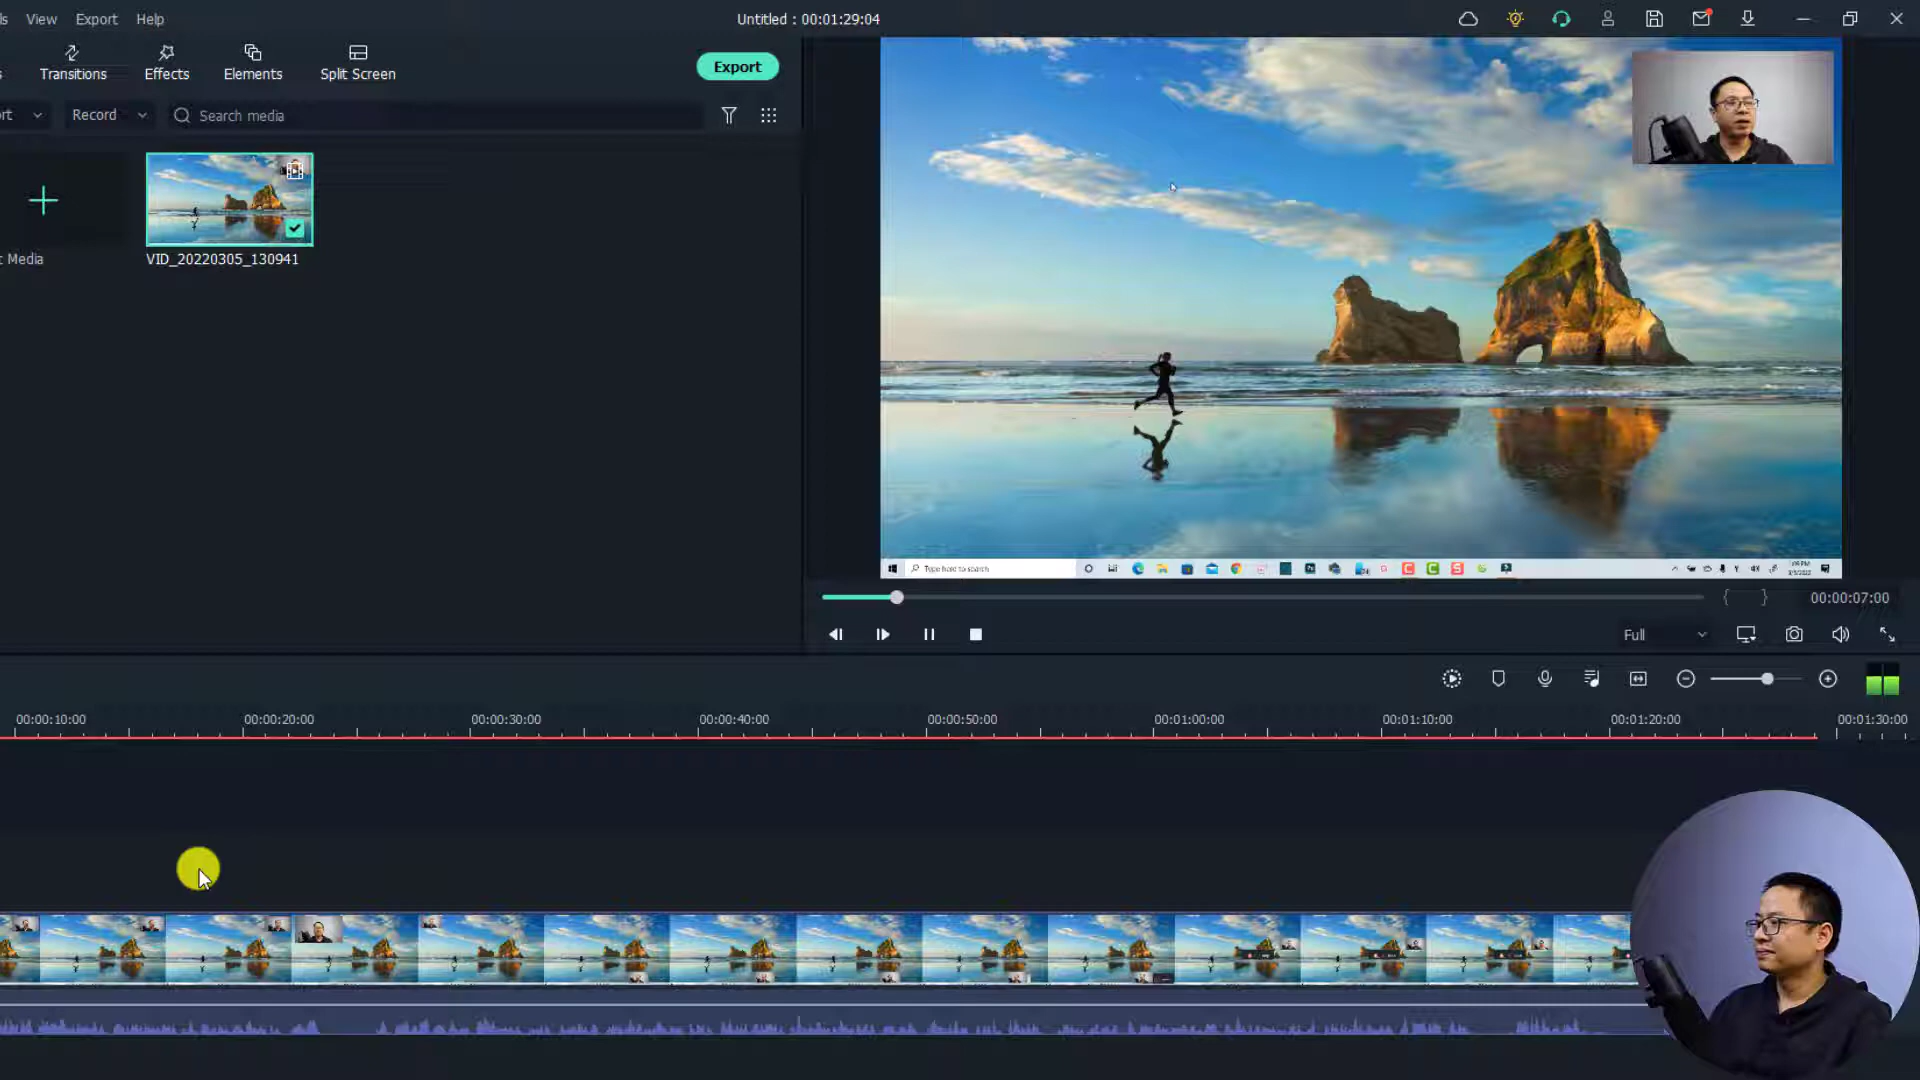 View Export Help
Untitled : 00:01:29:04
Transitions Effects Elements Split Screen
Export
rt Record Search media
VID_20220305_130941
Media
Type here to search
00:00:07:00
Full
00:00:10:00 00:00:20:00 00:00:30:00 00:00:40:00 00:00:50:00 00:01:00:00 00:01:10:00 00:01:20:00 00:01:30:00